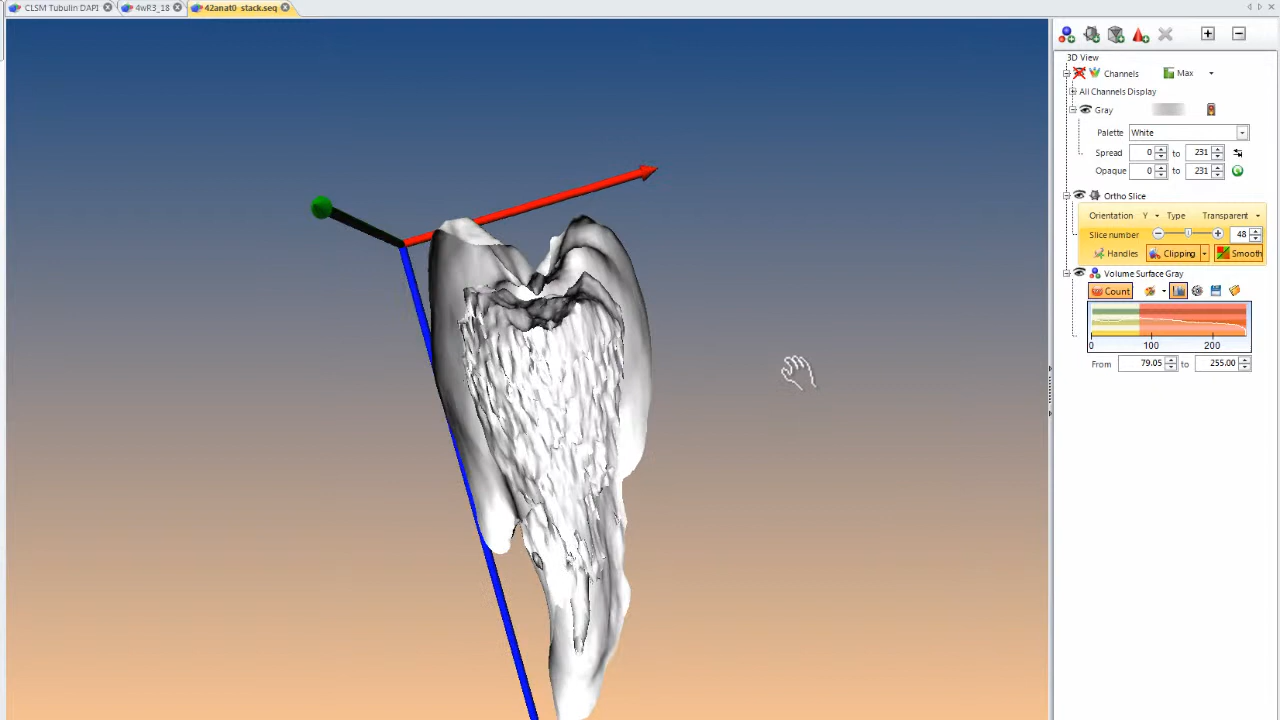 CLSM Tubulin DAPI 4wR3_18 42anat0_stack.seq
3D View
Channels Max
All Channels Display
Gray
Palette White
Spread 0 to 231
Opaque 0 to 231
Ortho Slice
Orientation Y Type Transparent
Slice number 48
Handles Clipping Smooth
Volume Surface Gray
Count
0 100 200
From 79.05 to 255.00